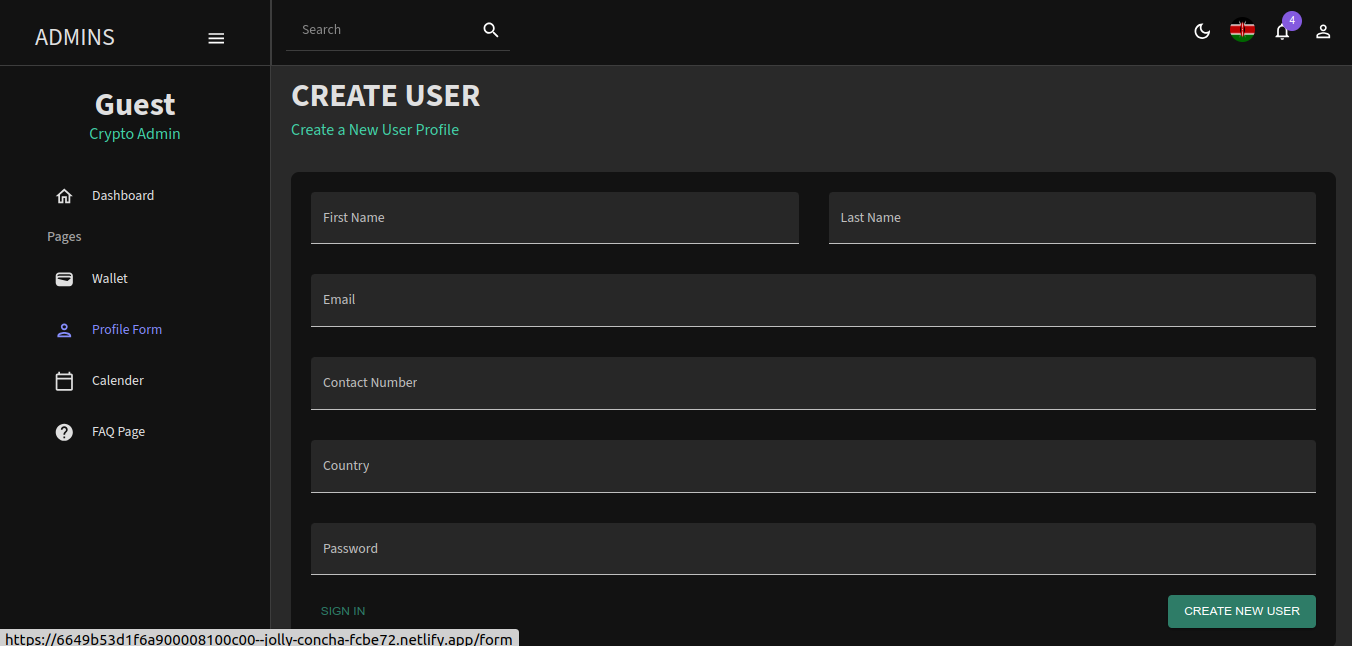 ADMINS
Search
4
Guest
Crypto Admin
Dashboard
Pages
Wallet
Profile Form
Calender
FAQ Page
CREATE USER
Create a New User Profile
First Name
Last Name
Email
Contact Number
Country
Password
SIGN IN
CREATE NEW USER
https://6649b53d1f6a900008100c00--jolly-concha-fcbe72.netlify.app/form